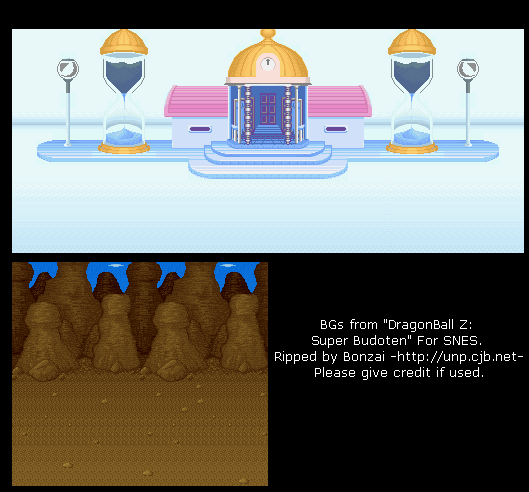 BGs from "DragonBall Z:
Super Budoten" For SNES.
Ripped by Bonzai -http://unp.cjb.net-
Please give credit if used.